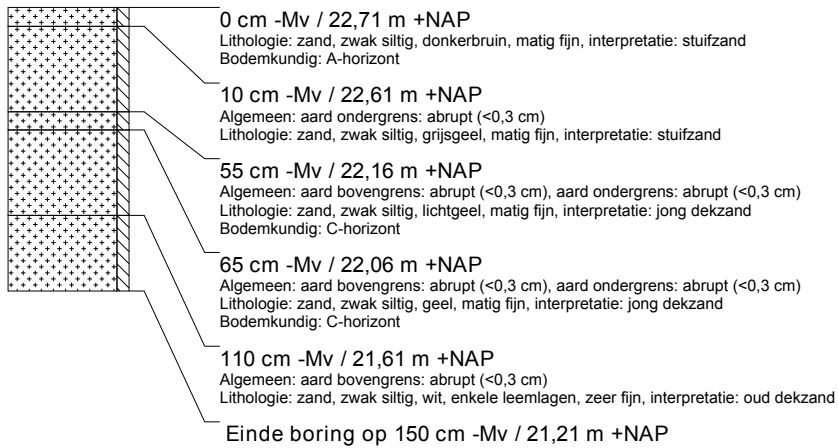 0 cm -Mv / 22,71 m +NAP
Lithologie: zand, zwak siltig, donkerbruin, matig fijn, interpretatie: stuifzand
Bodemkundig: A-horizont
10 cm -Mv / 22,61 m +NAP
Algemeen: aard ondergrens: abrupt (<0,3 cm)
Lithologie: zand, zwak siltig, grijsgeel, matig fijn, interpretatie: stuifzand
55 cm -Mv / 22,16 m +NAP
Algemeen: aard bovengrens: abrupt (<0,3 cm), aard ondergrens: abrupt (<0,3 cm)
Lithologie: zand, zwak siltig, lichtgeel, matig fijn, interpretatie: jong dekzand
Bodemkundig: C-horizont
65 cm -Mv / 22,06 m +NAP
Algemeen: aard bovengrens: abrupt (<0,3 cm), aard ondergrens: abrupt (<0,3 cm)
Lithologie: zand, zwak siltig, geel, matig fijn, interpretatie: jong dekzand
Bodemkundig: C-horizont
110 cm -Mv / 21,61 m +NAP
Algemeen: aard bovengrens: abrupt (<0,3 cm)
Lithologie: zand, zwak siltig, wit, enkele leemlagen, zeer fijn, interpretatie: oud dekzand
Einde boring op 150 cm -Mv / 21,21 m +NAP